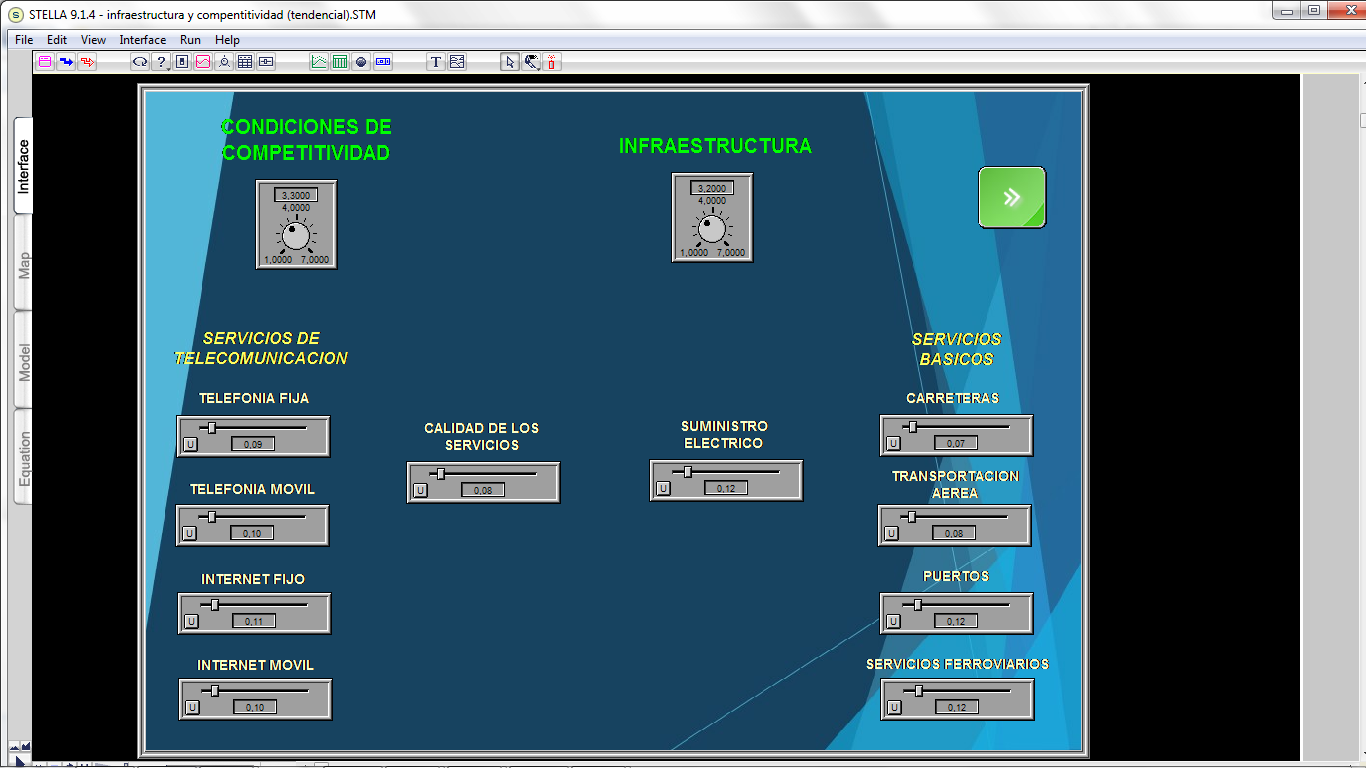 STELLA 9.1.4 - infraestructura y compentitividad (tendencial).STM
File Edit View Interface Run Help
Interface
Map
Model
Equation
CONDICIONES DE
COMPETITIVIDAD
3,3000
4,0000
1,0000 7,0000
INFRAESTRUCTURA
3,2000
4,0000
1,0000 7,0000
SERVICIOS DE
TELECOMUNICACION
TELEFONIA FIJA
U 0,09
TELEFONIA MOVIL
U 0,10
INTERNET FIJO
U 0,11
INTERNET MOVIL
U 0,10
CALIDAD DE LOS
SERVICIOS
U 0,08
SUMINISTRO
ELECTRICO
U 0,12
SERVICIOS
BASICOS
CARRETERAS
U 0,07
TRANSPORTACION
AEREA
U 0,08
PUERTOS
U 0,12
SERVICIOS FERROVIARIOS
U 0,12